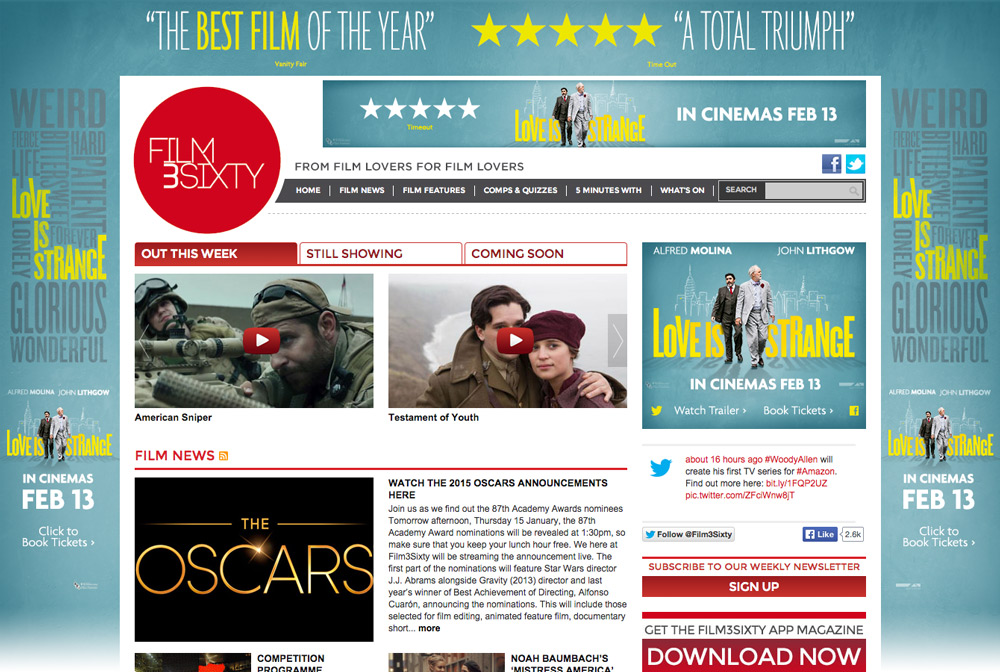 “THE BEST FILM OF THE YEAR”
Vanity Fair
“A TOTAL TRIUMPH”
Time Out
WEIRD
FIERCE
LIFE
BITTERSWEET
HARD
PATIENT
LOVE
IS
FOREVER
LONELY
STRANGE
GLORIOUS
WONDERFUL
ALFRED MOLINA JOHN LITHGOW
LOVE IS STRANGE
IN CINEMAS
FEB 13
Click to
Book Tickets ›
FILM
3SIXTY
Timeout
LOVE IS STRANGE
IN CINEMAS FEB 13
FROM FILM LOVERS FOR FILM LOVERS
HOME | FILM NEWS | FILM FEATURES | COMPS & QUIZZES | 5 MINUTES WITH | WHAT'S ON | SEARCH
OUT THIS WEEK
STILL SHOWING
COMING SOON
American Sniper
Testament of Youth
FILM NEWS
THE
OSCARS
WATCH THE 2015 OSCARS ANNOUNCEMENTS
HERE
Join us as we find out the 87th Academy Awards nominees
Tomorrow afternoon, Thursday 15 January, the 87th
Academy Award nominations will be revealed at 1:30pm, so
make sure that you keep your lunch hour free. We here at
Film3Sixty will be streaming the announcement live. The
first part of the nominations will feature Star Wars director
J.J. Abrams alongside Gravity (2013) director and last
year's winner of Best Achievement of Directing, Alfonso
Cuarón, announcing the nominations. This will include those
selected for film editing, animated feature film, documentary
short... more
COMPETITION
PROGRAMME
NOAH BAUMBACH'S
'MISTRESS AMERICA'
ALFRED MOLINA JOHN LITHGOW
LOVE IS STRANGE
IN CINEMAS FEB 13
Watch Trailer › Book Tickets ›
about 16 hours ago #WoodyAllen will
create his first TV series for #Amazon.
Find out more here: bit.ly/1FQP2UZ
pic.twitter.com/ZFciWnw8jT
Follow @Film3Sixty
Like 2.6k
SUBSCRIBE TO OUR WEEKLY NEWSLETTER
SIGN UP
GET THE FILM3SIXTY APP MAGAZINE
DOWNLOAD NOW
WEIRD
FIERCE
LIFE
BITTERSWEET
HARD
PATIENT
LOVE
IS
FOREVER
LONELY
STRANGE
GLORIOUS
WONDERFUL
ALFRED MOLINA JOHN LITHGOW
LOVE IS STRANGE
IN CINEMAS
FEB 13
Click to
Book Tickets ›